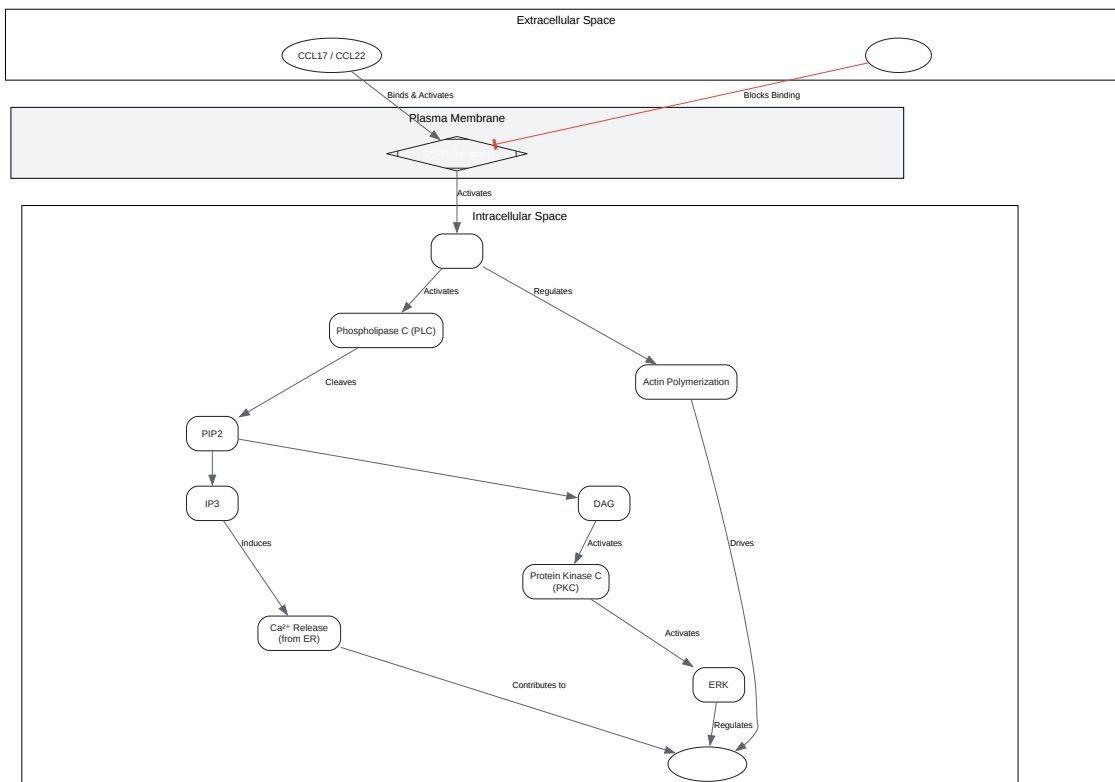 Extracellular Space
CCL17 / CCL22
Binds & Activates
Blocks Binding
Plasma Membrane
Activates
Intracellular Space
Activates
Regulates
Phospholipase C (PLC)
Cleaves
Actin Polymerization
PIP2
IP3
DAG
Induces
Activates
Drives
Protein Kinase C
(PKC)
Ca²⁺ Release
(from ER)
Activates
Contributes to
ERK
Regulates